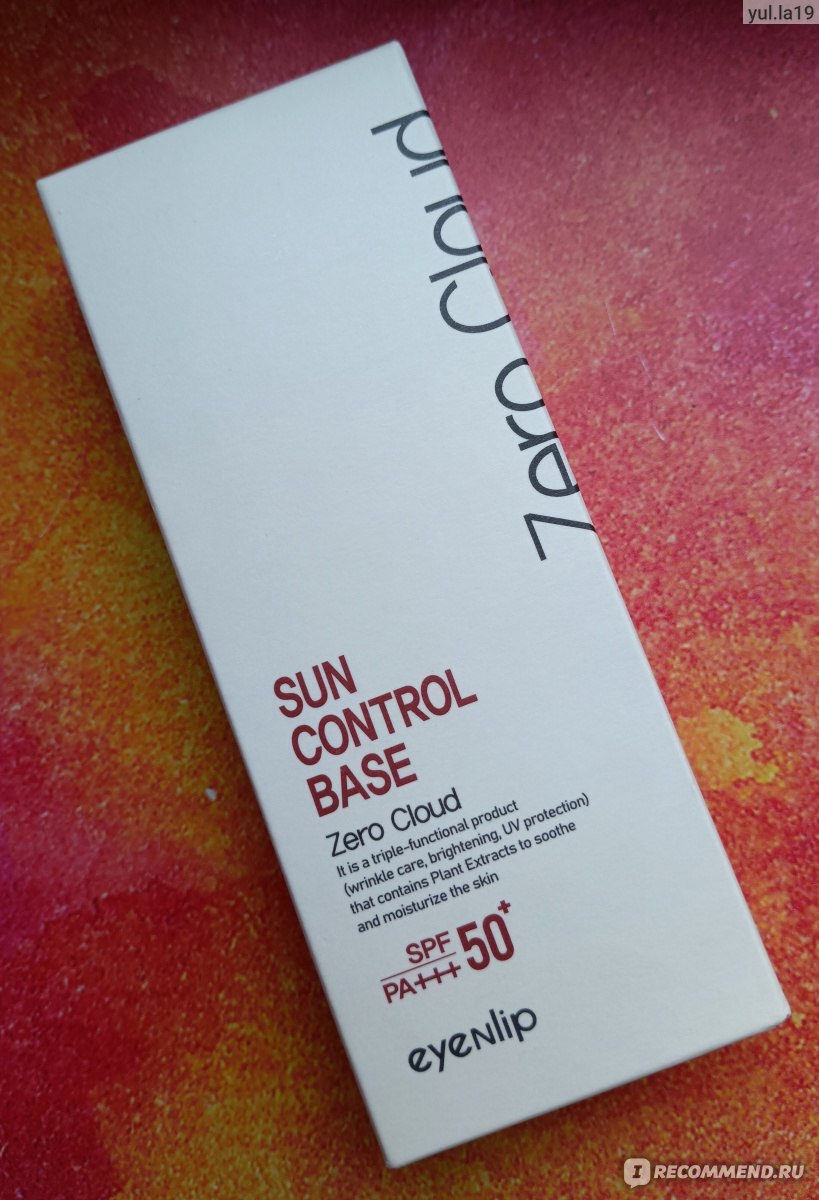 yul.la19
Zero Cloud
SUN
CONTROL
BASE
Zero Cloud
It is a triple-functional product
(wrinkle care, brightening, UV protection)
that contains Plant Extracts to soothe
and moisturize the skin
SPF 50+
PA+++
eyenlip
IRECOMMEND.RU